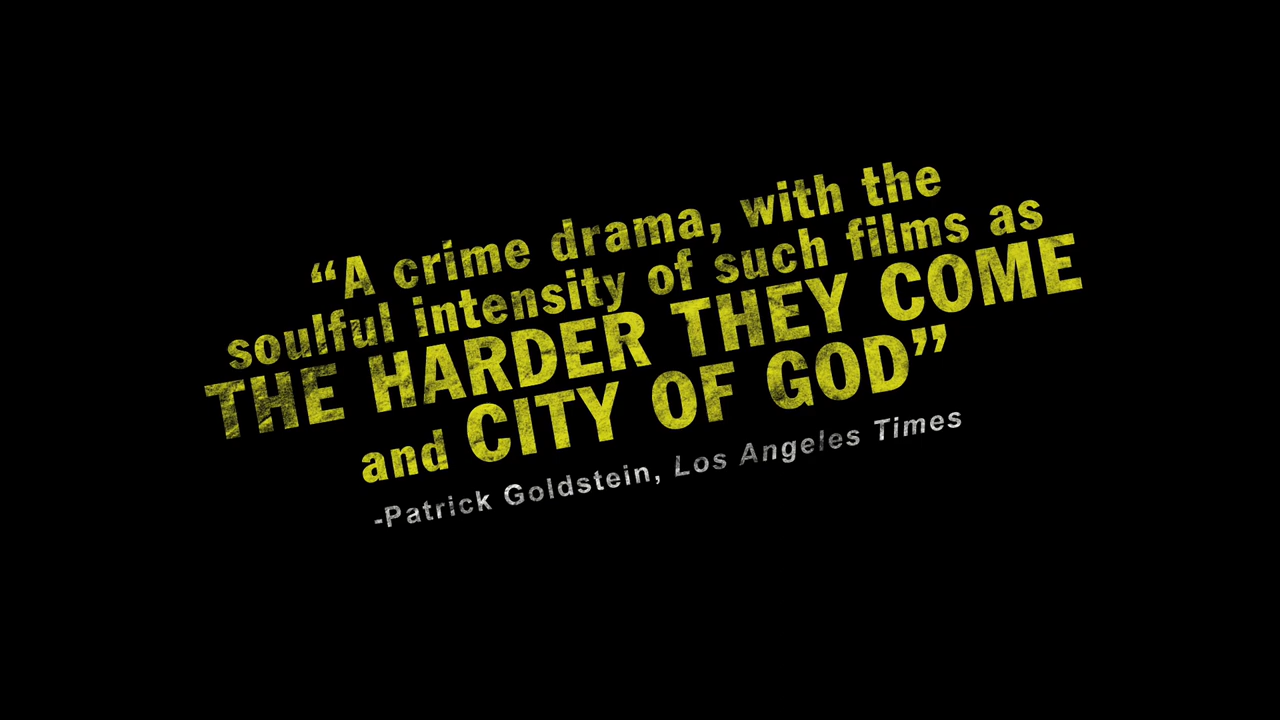 “A crime drama, with the
soulful intensity of such films as
THE HARDER THEY COME
and CITY OF GOD”
-Patrick Goldstein, Los Angeles Times